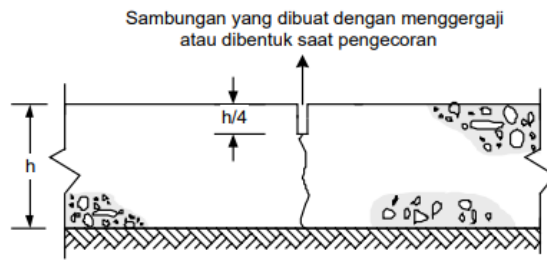 Sambungan yang dibuat dengan menggergaji
atau dibentuk saat pengecoran
h/4
h